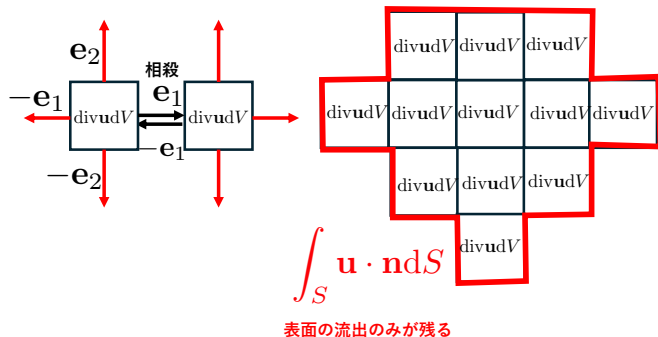 e₂
相殺
−e₁
e₁
divudV
divudV
−e₁
−e₂
divudV divudV divudV
divudV divudV divudV divudV divudV
divudV divudV divudV
divudV
∫_S u · ndS
表面の流出のみが残る